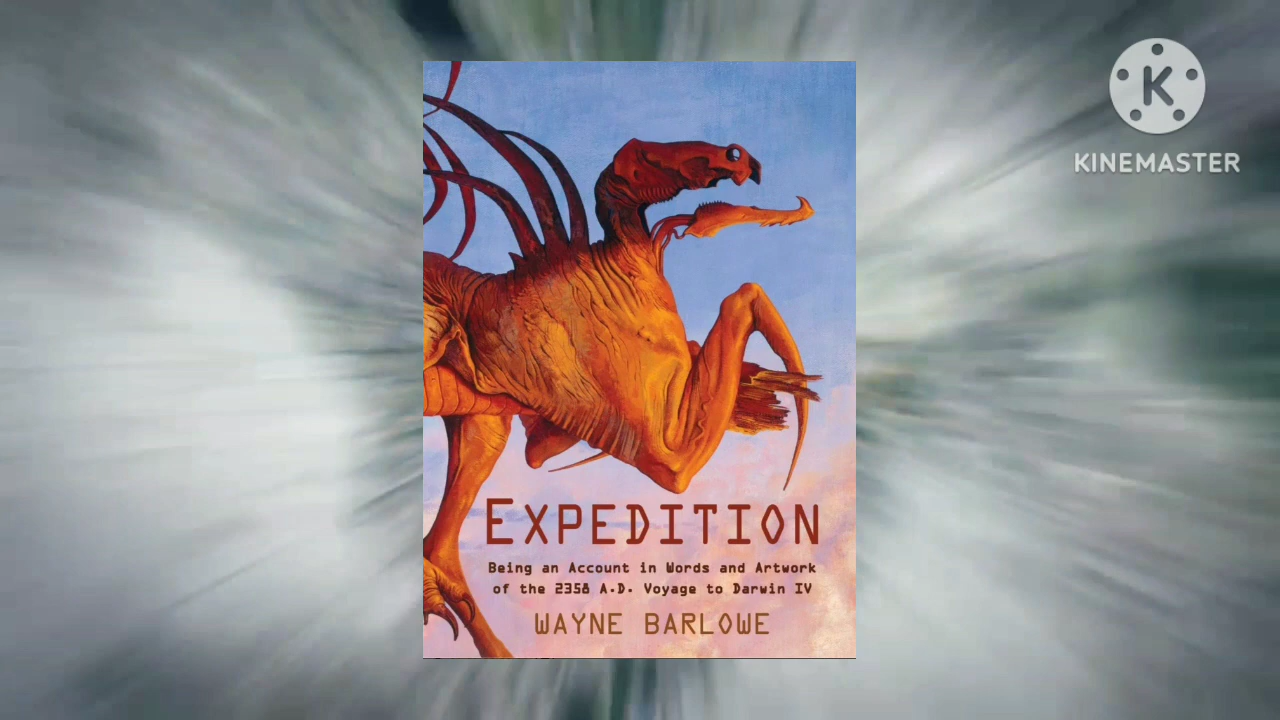 K
KINEMASTER
EXPEDITION
Being an Account in Words and Artwork
of the 2358 A.D. Voyage to Darwin IV
WAYNE BARLOWE